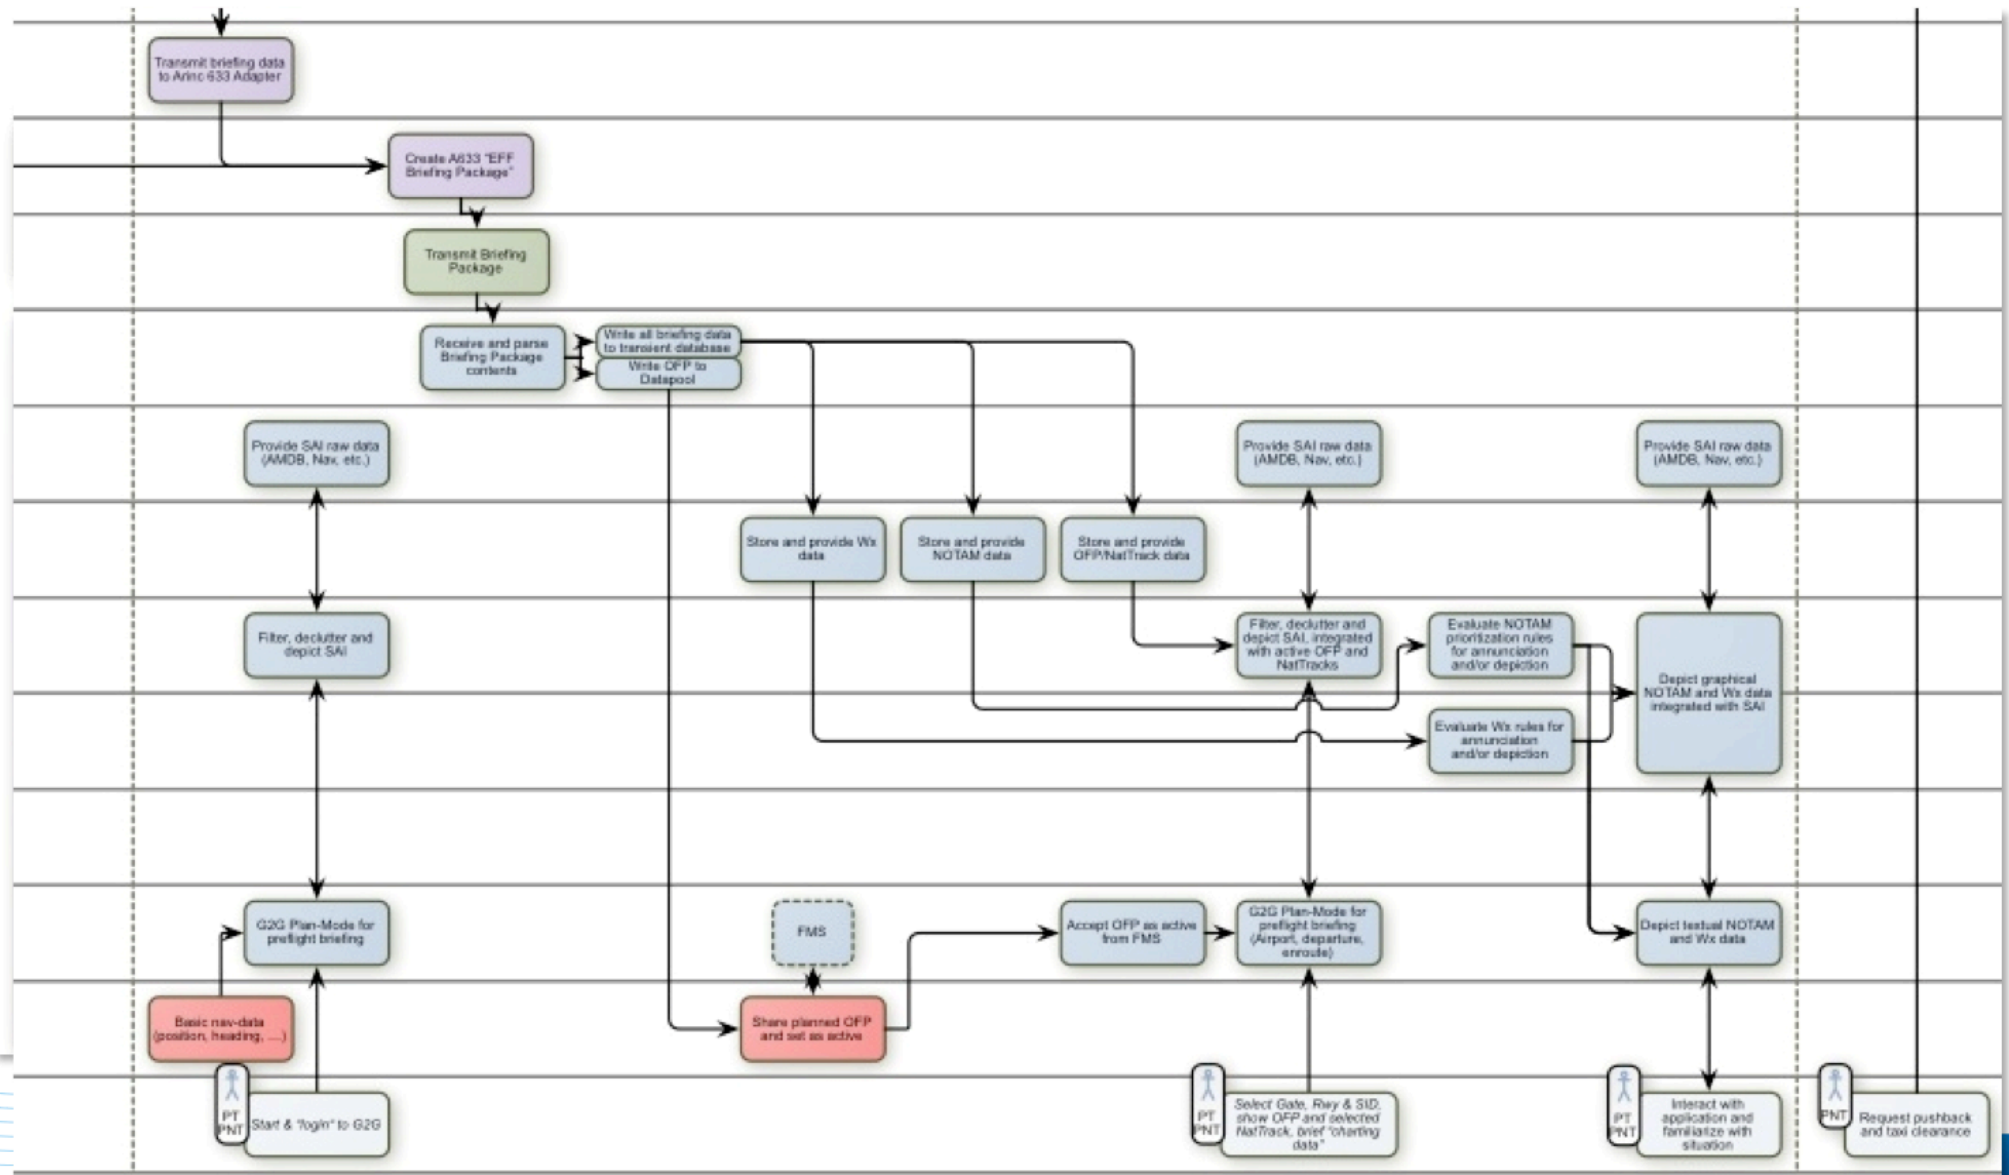 Transmit briefing data
to Arinc 633 Adapter
Create A633 "EFF
Briefing Package"
Transmit Briefing
Package
Receive and parse
Briefing Package
contents
Write all briefing data
to transient database
Write OFP to
Datapool
Provide SAI raw data
(AMDB, Nav, etc.)
Provide SAI raw data
(AMDB, Nav, etc.)
Provide SAI raw data
(AMDB, Nav, etc.)
Store and provide Wx
data
Store and provide
NOTAM data
Store and provide
OFP/NatTrack data
Filter, declutter and
depict SAI
Filter, declutter and
depict SAI, integrated
with active OFP and
NatTracks
Evaluate NOTAM
prioritization rules
for annunciation
and/or depiction
Depict graphical
NOTAM and Wx data
integrated with SAI
Evaluate Wx rules for
annunciation
and/or depiction
G2G Plan-Mode for
preflight briefing
FMS
Accept OFP as active
from FMS
G2G Plan-Mode for
preflight briefing
(Airport, departure,
enroute)
Depict textual NOTAM
and Wx data
Basic nav-data
(position, heading, ....)
Share planned OFP
and set as active
PT
PNT
Start & "login" to G2G
PT
PNT
Select Gate, Rwy & SID,
show OFP and selected
NatTrack, brief "charting
data"
PT
PNT
Interact with
application and
familiarize with
situation
PNT
Request pushback
and taxi clearance